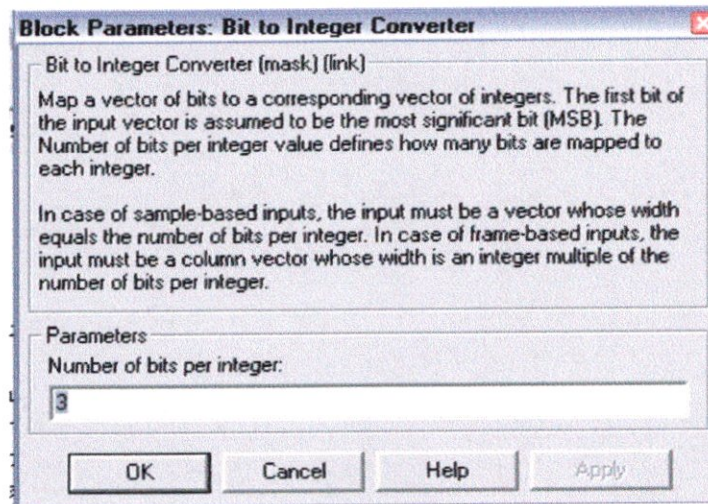 Block Parameters: Bit to Integer Converter
Bit to Integer Converter (mask) (link)
Map a vector of bits to a corresponding vector of integers. The first bit of
the input vector is assumed to be the most significant bit (MSB). The
Number of bits per integer value defines how many bits are mapped to
each integer.
In case of sample-based inputs, the input must be a vector whose width
equals the number of bits per integer. In case of frame-based inputs, the
input must be a column vector whose width is an integer multiple of the
number of bits per integer.
Parameters
Number of bits per integer:
3
OK Cancel Help Apply